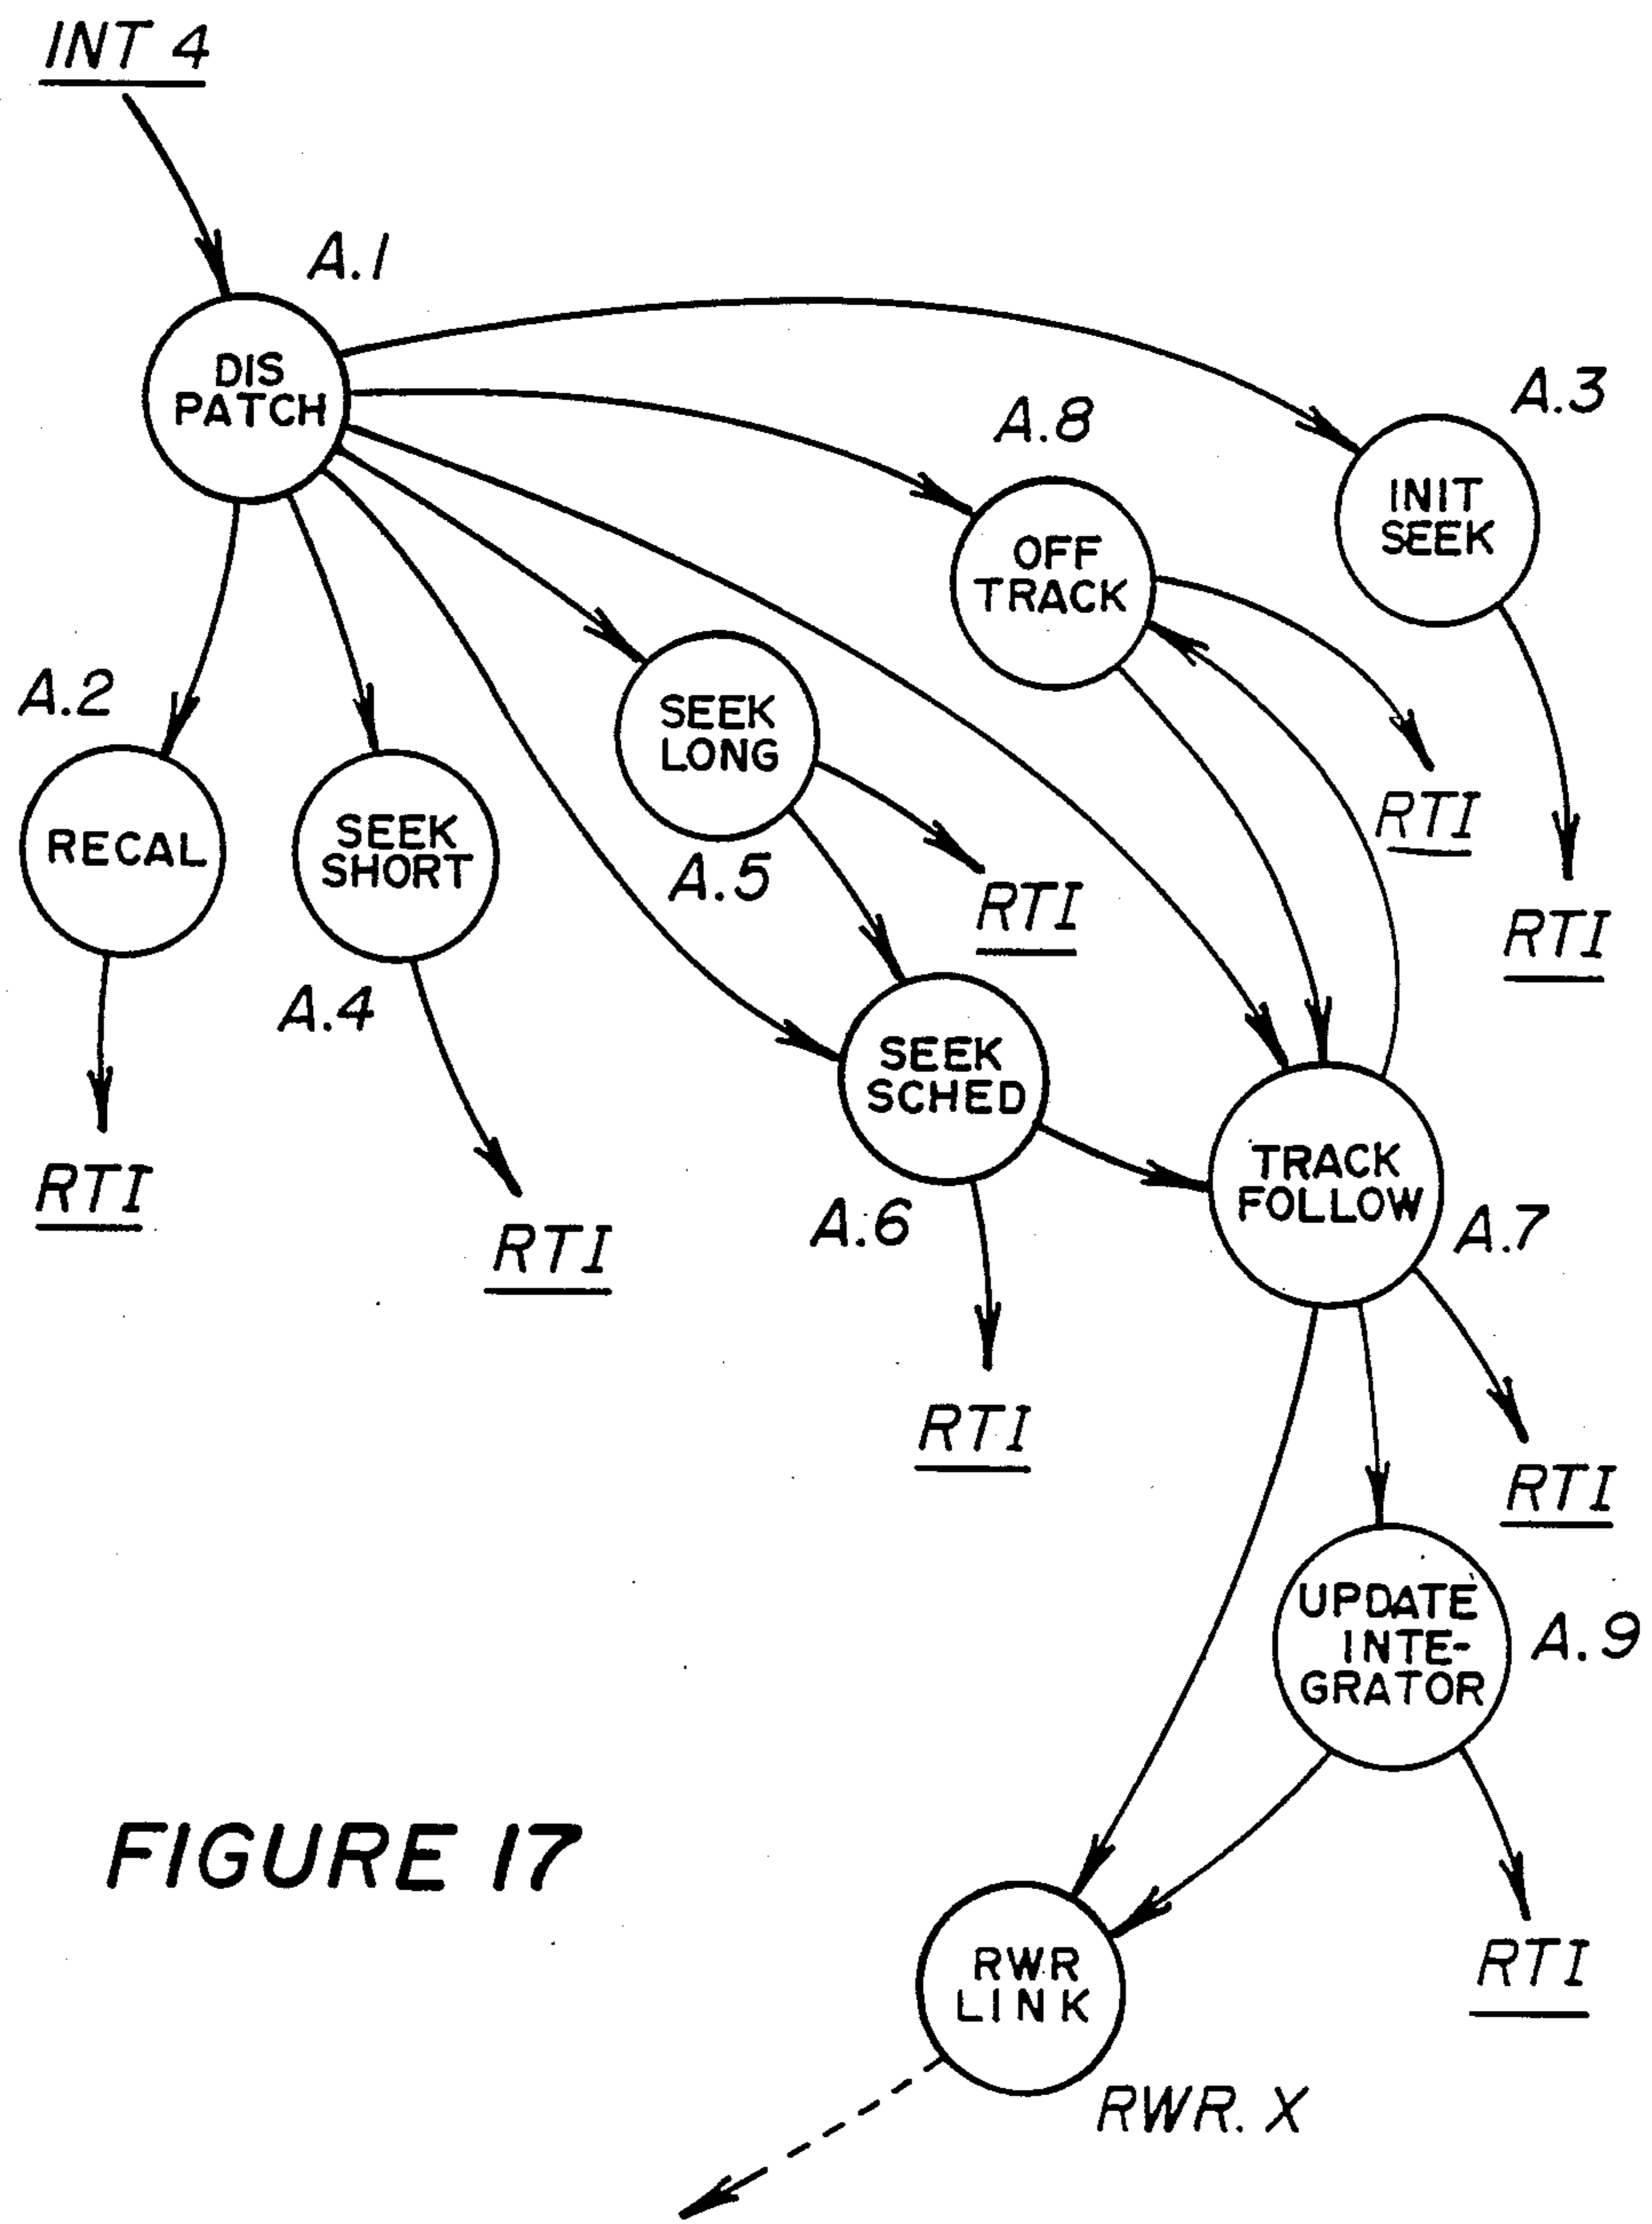 INT 4
A.1
DIS
PATCH
A.3
A.8
INIT
SEEK
OFF
TRACK
A.2
SEEK
LONG
RTI
RECAL
SEEK
SHORT
A.5
RTI
RTI
A.4
SEEK
SCHED
TRACK
FOLLOW
RTI
RTI
A.6
A.7
RTI
RTI
UPDATE
INTE-
GRATOR
A.9
FIGURE 17
RWR
LINK
RTI
RWR. X